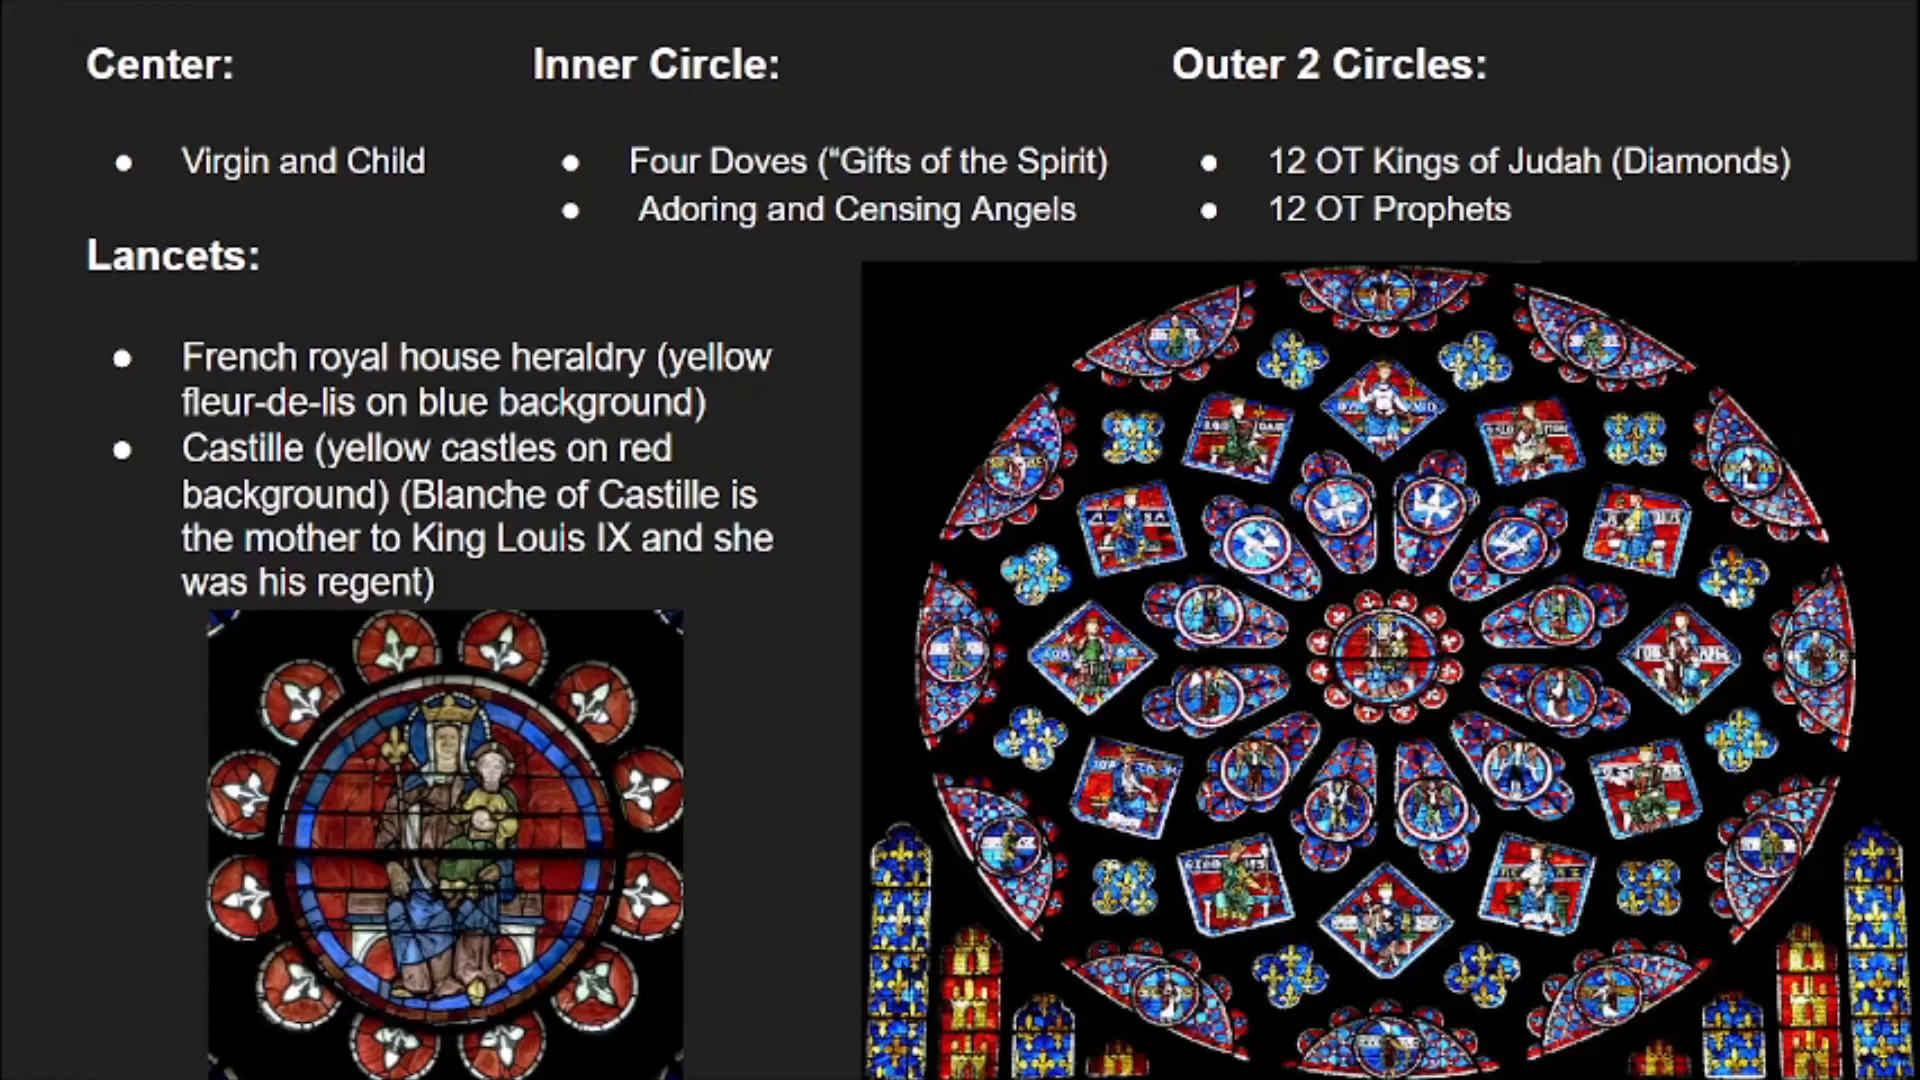 Center:
Virgin and Child
Inner Circle:
Four Doves (“Gifts of the Spirit)
Adoring and Censing Angels
Outer 2 Circles:
12 OT Kings of Judah (Diamonds)
12 OT Prophets
Lancets:
French royal house heraldry (yellow
fleur-de-lis on blue background)
Castille (yellow castles on red
background) (Blanche of Castille is
the mother to King Louis IX and she
was his regent)